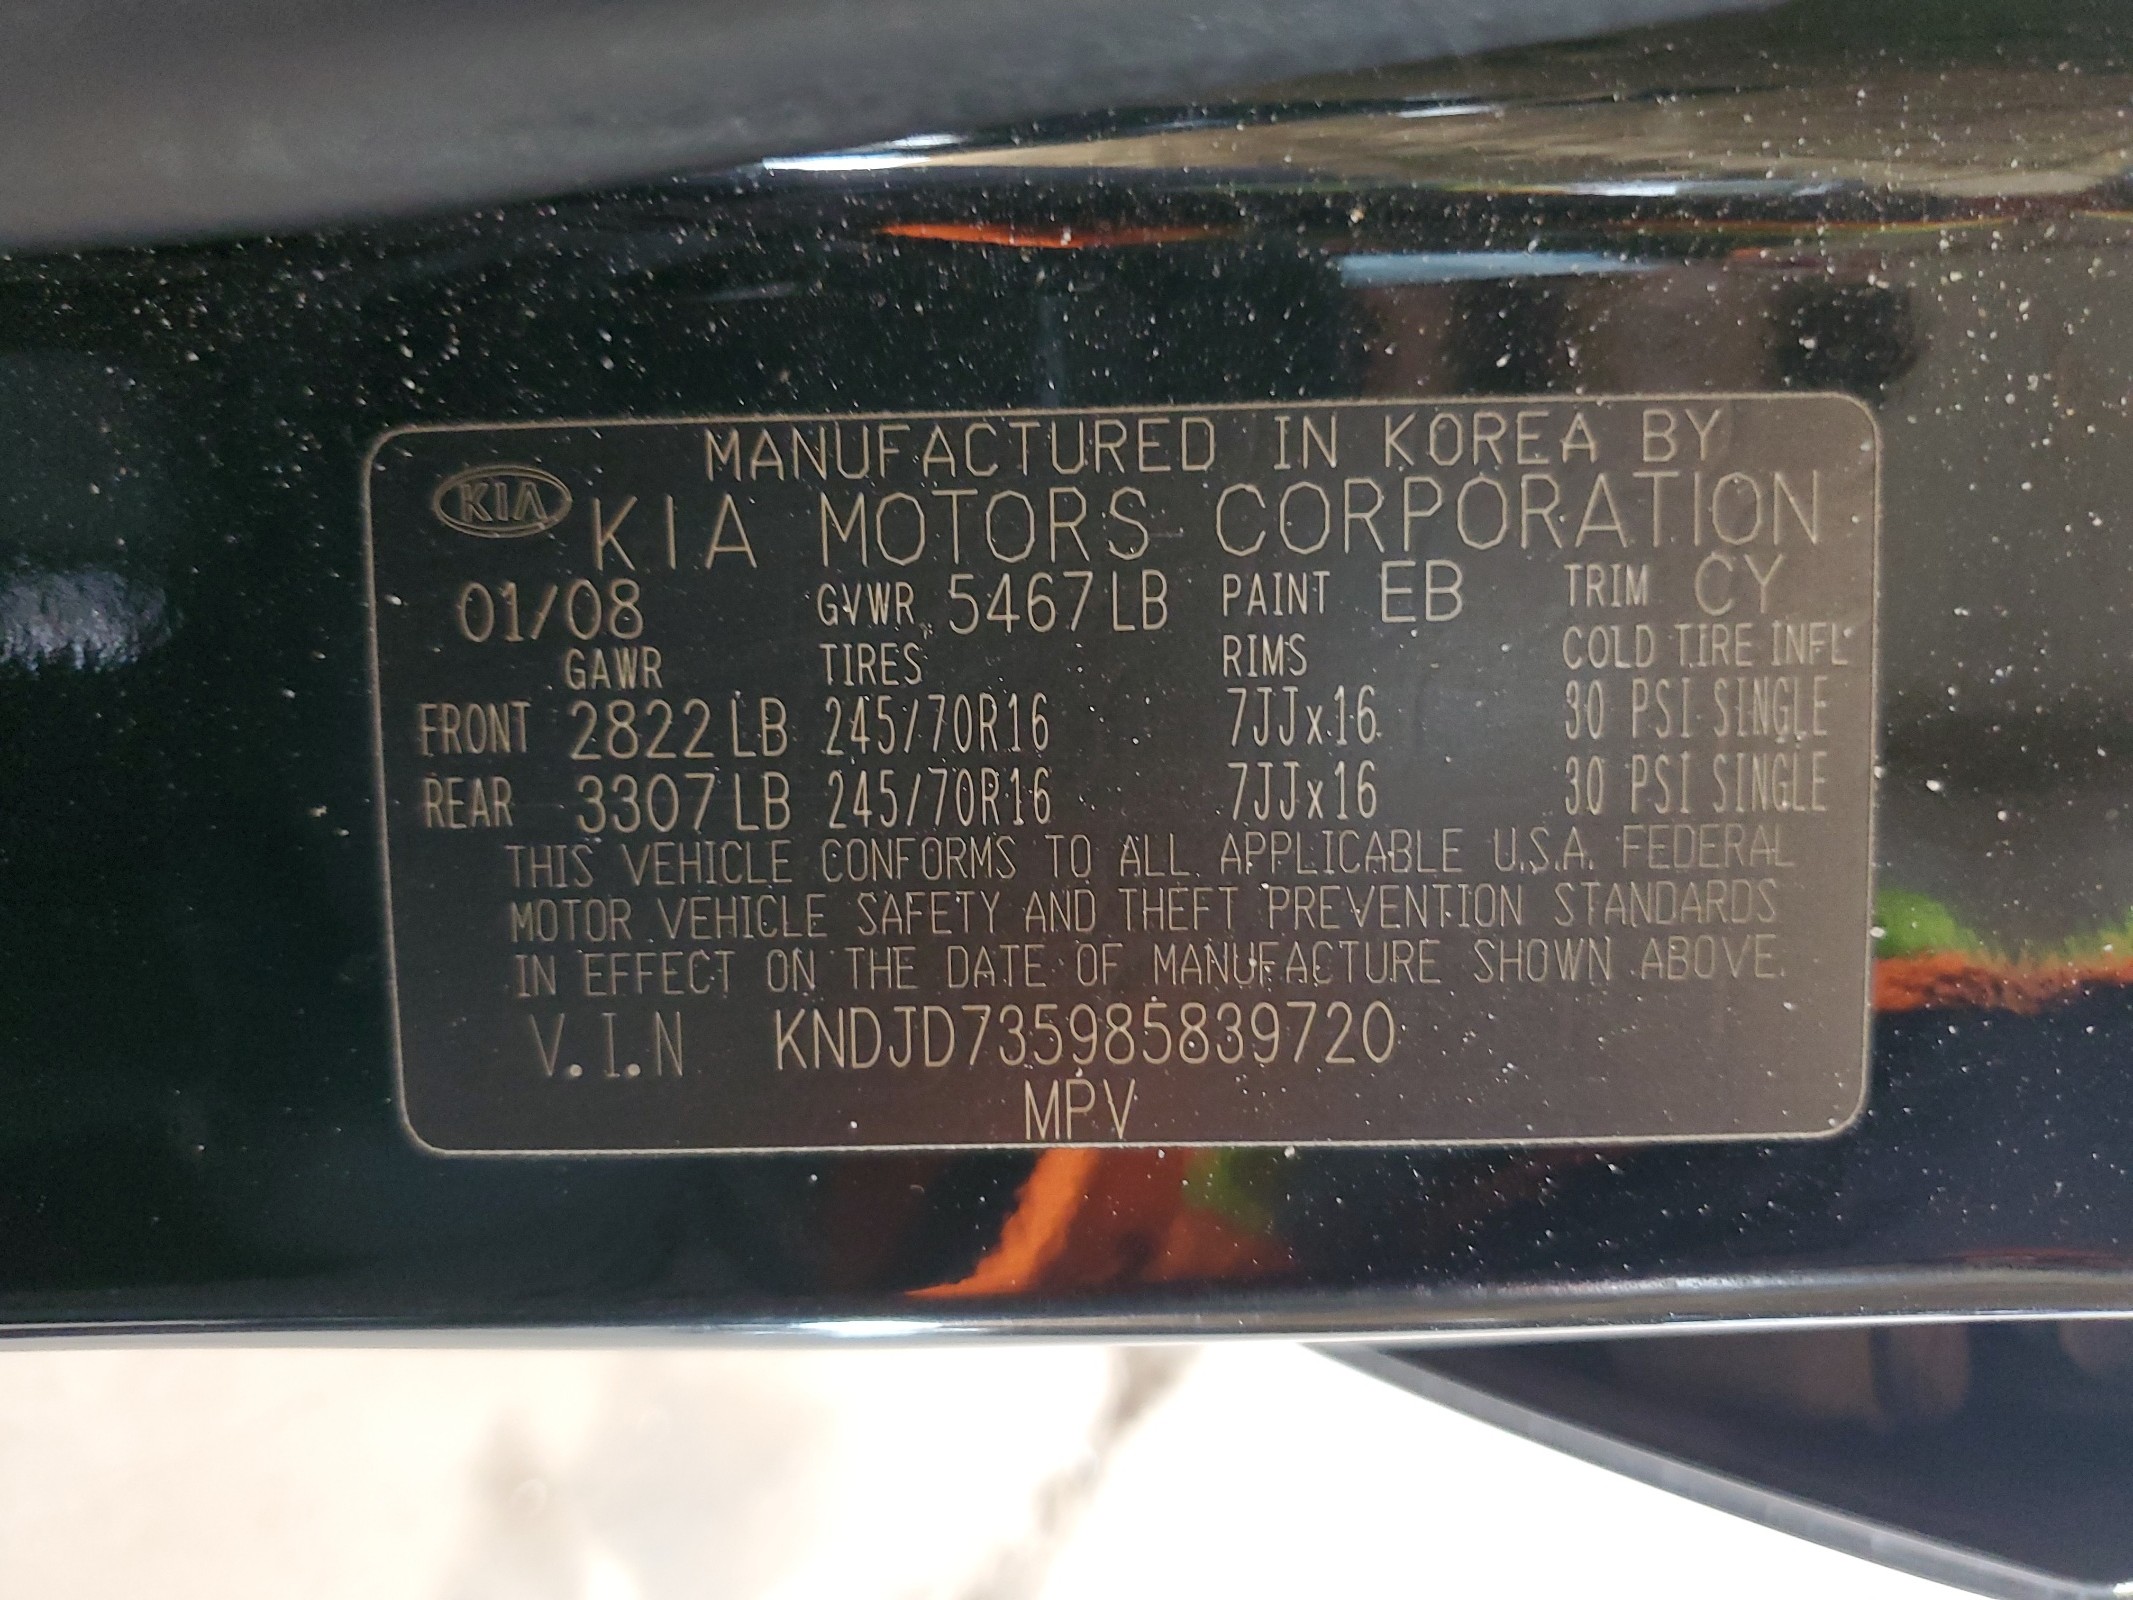 MANUFACTURED IN KOREA BY
KIA KIA MOTORS CORPORATION
01/08 GVWR 5467LB PAINT EB TRIM CY
GAWR TIRES RIMS COLD TIRE INFL
FRONT 2822LB 245/70R16 7JJx16 30 PSI SINGLE
REAR 3307LB 245/70R16 7JJx16 30 PSI SINGLE
THIS VEHICLE CONFORMS TO ALL APPLICABLE U.S.A. FEDERAL
MOTOR VEHICLE SAFETY AND THEFT PREVENTION STANDARDS
IN EFFECT ON THE DATE OF MANUFACTURE SHOWN ABOVE.
V.I.N KNDJD735985839720
MPV